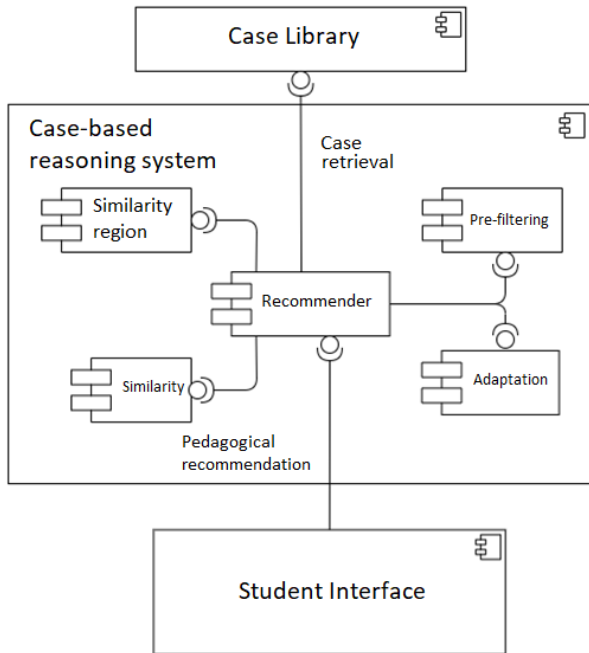 Case Library
Case-based
reasoning system
Case
retrieval
Similarity
region
Pre-filtering
Recommender
Similarity
Adaptation
Pedagogical
recommendation
Student Interface